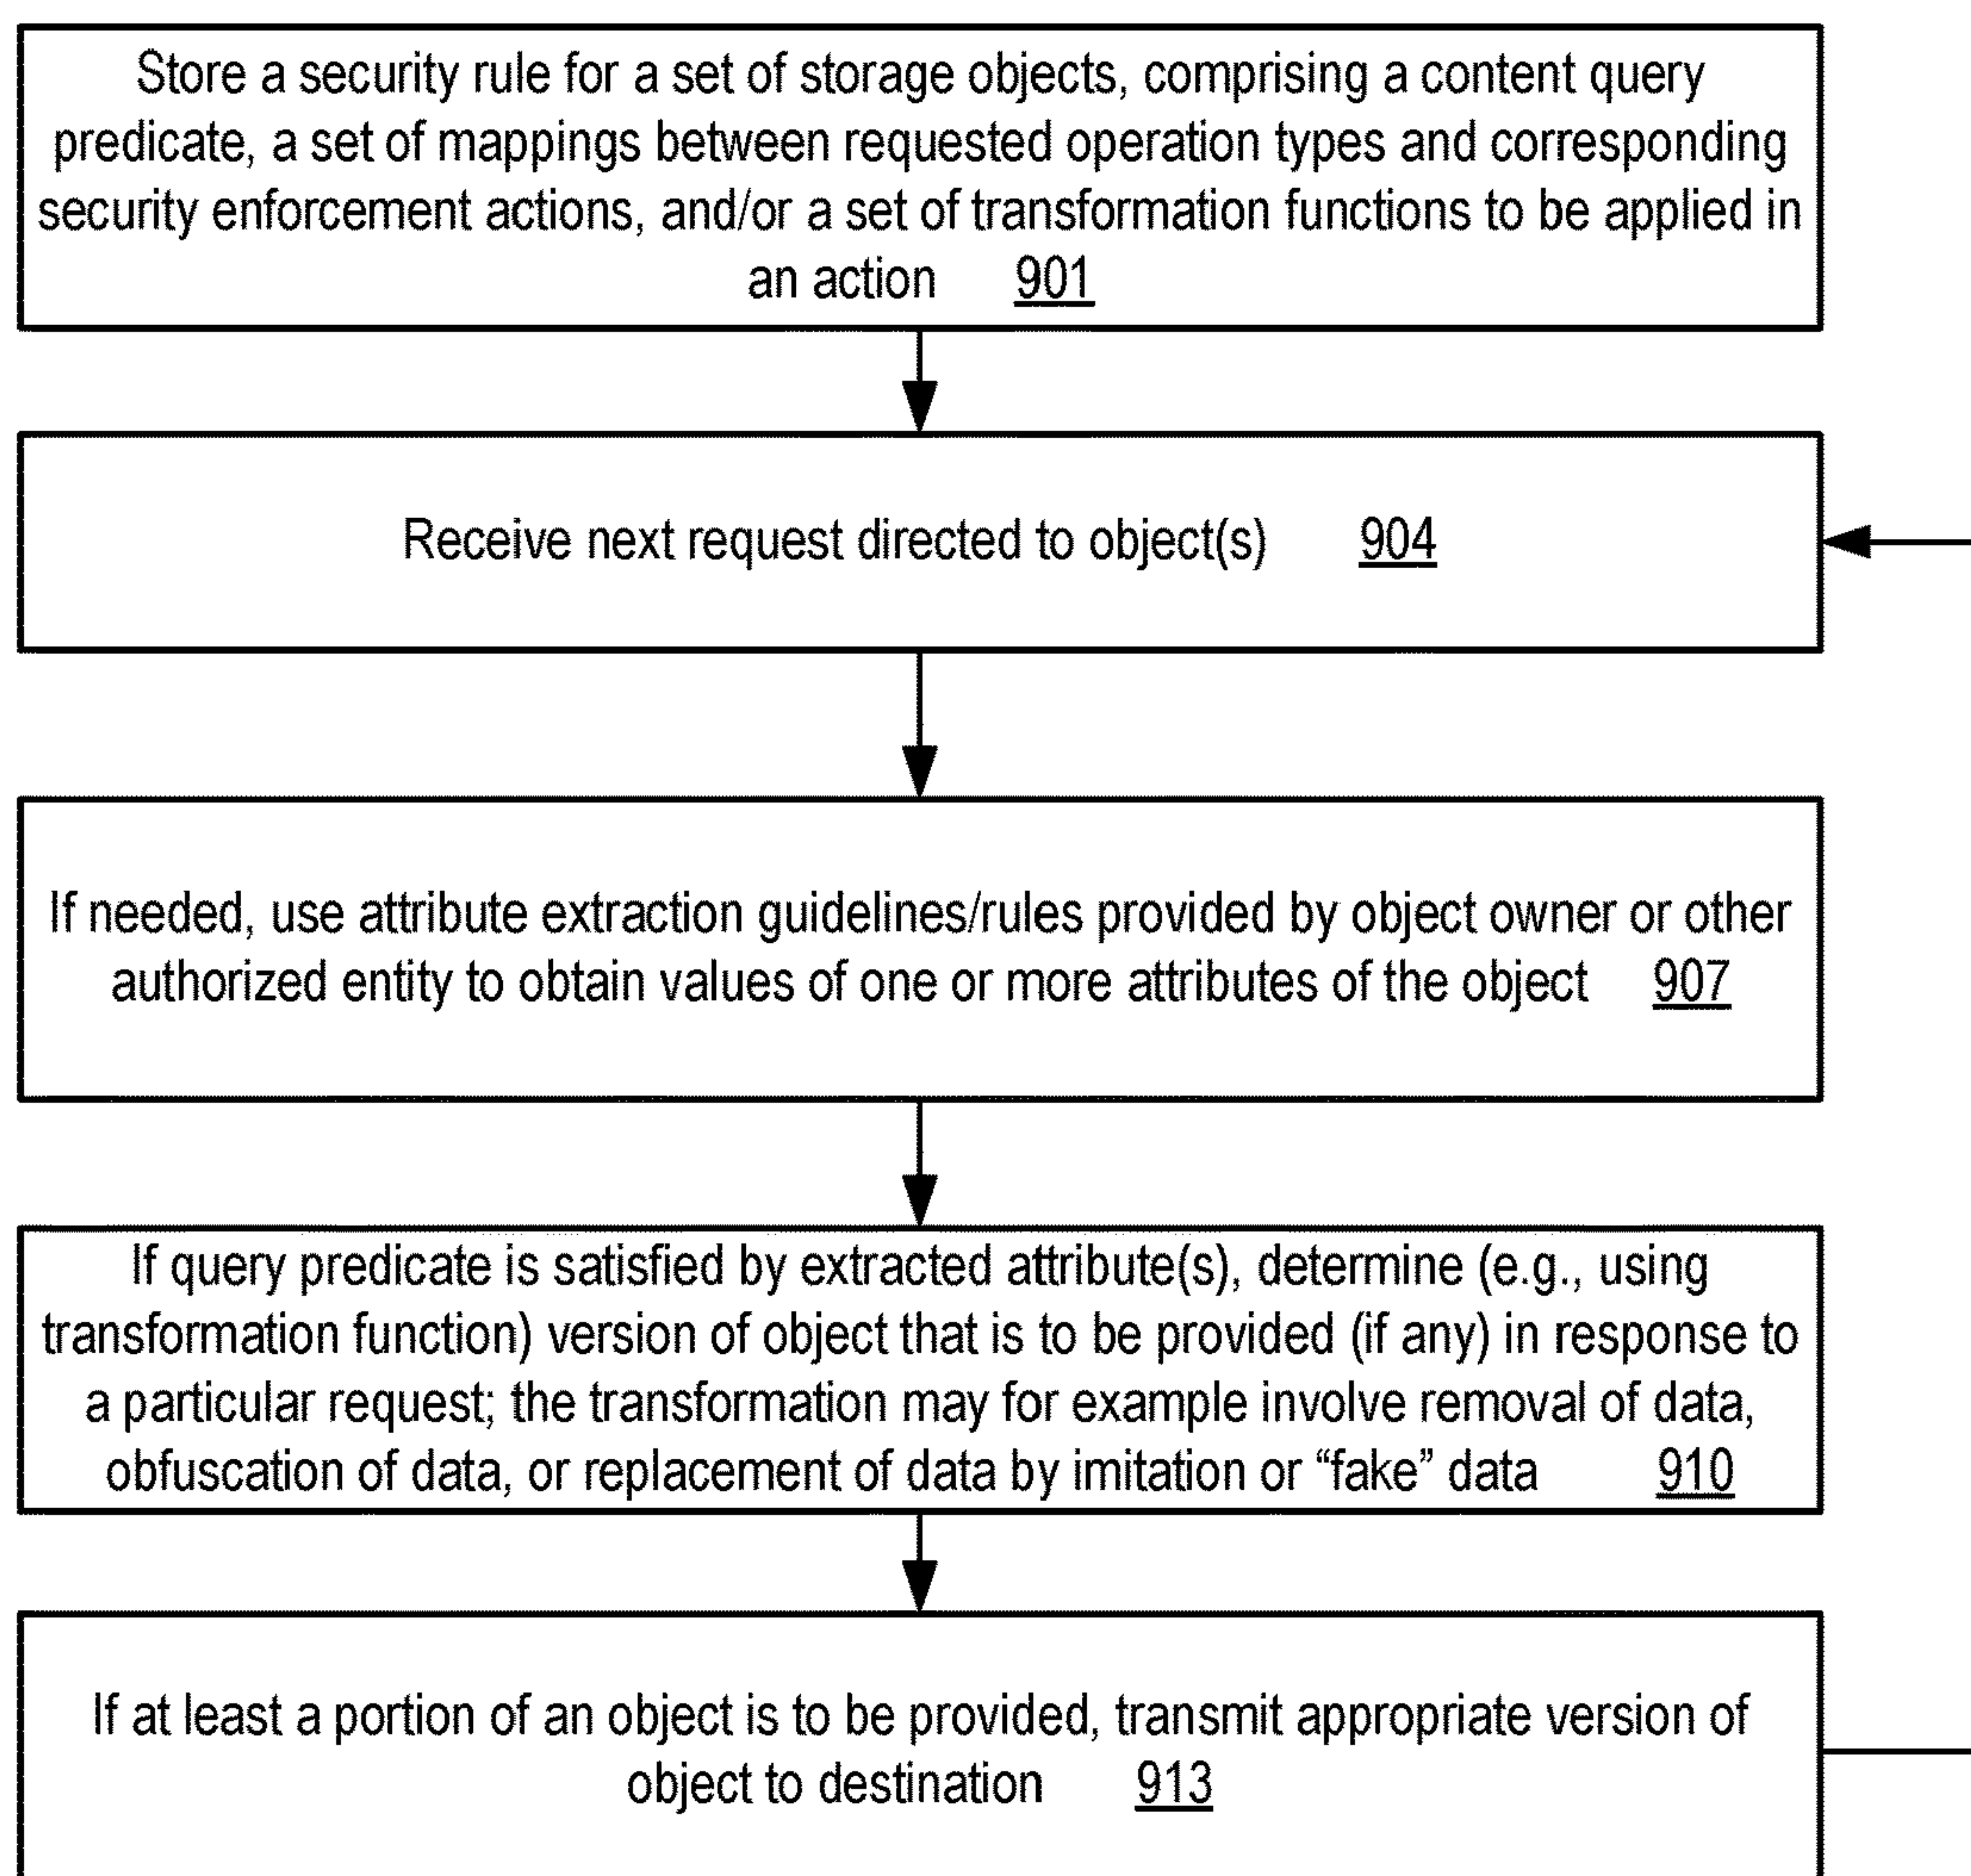 Store a security rule for a set of storage objects, comprising a content query
predicate, a set of mappings between requested operation types and corresponding
security enforcement actions, and/or a set of transformation functions to be applied in
an action 901
Receive next request directed to object(s) 904
If needed, use attribute extraction guidelines/rules provided by object owner or other
authorized entity to obtain values of one or more attributes of the object 907
If query predicate is satisfied by extracted attribute(s), determine (e.g., using
transformation function) version of object that is to be provided (if any) in response to
a particular request; the transformation may for example involve removal of data,
obfuscation of data, or replacement of data by imitation or “fake” data 910
If at least a portion of an object is to be provided, transmit appropriate version of
object to destination 913